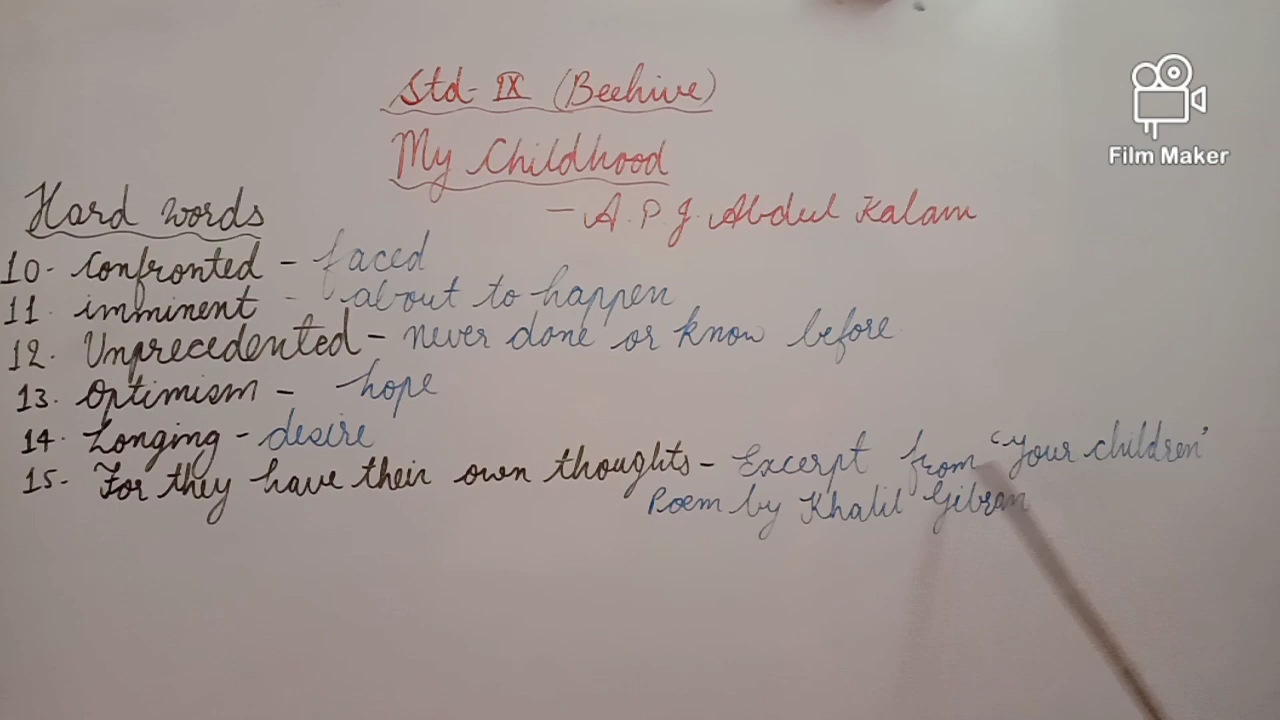 Std- IX (Beehive)
My Childhood
- A.P.J. Abdul Kalam
Film Maker
Hard words
10- Confronted - faced
11. imminent - about to happen
12. Unprecedented - never done or know before
13. Optimism - hope
14. Longing - desire
15. For they have their own thoughts - Excerpt from 'Your children'
Poem by Khalil Gibran